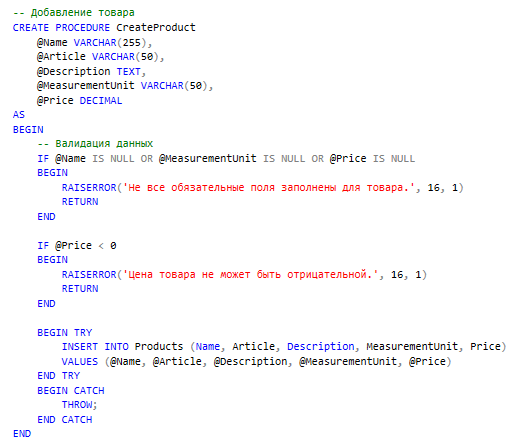 -- Добавление товара
CREATE PROCEDURE CreateProduct
    @Name VARCHAR(255),
    @Article VARCHAR(50),
    @Description TEXT,
    @MeasurementUnit VARCHAR(50),
    @Price DECIMAL
AS
BEGIN
    -- Валидация данных
    IF @Name IS NULL OR @MeasurementUnit IS NULL OR @Price IS NULL
    BEGIN
        RAISERROR('Не все обязательные поля заполнены для товара.', 16, 1)
        RETURN
    END

    IF @Price < 0
    BEGIN
        RAISERROR('Цена товара не может быть отрицательной.', 16, 1)
        RETURN
    END

    BEGIN TRY
        INSERT INTO Products (Name, Article, Description, MeasurementUnit, Price)
        VALUES (@Name, @Article, @Description, @MeasurementUnit, @Price)
    END TRY
    BEGIN CATCH
        THROW;
    END CATCH
END